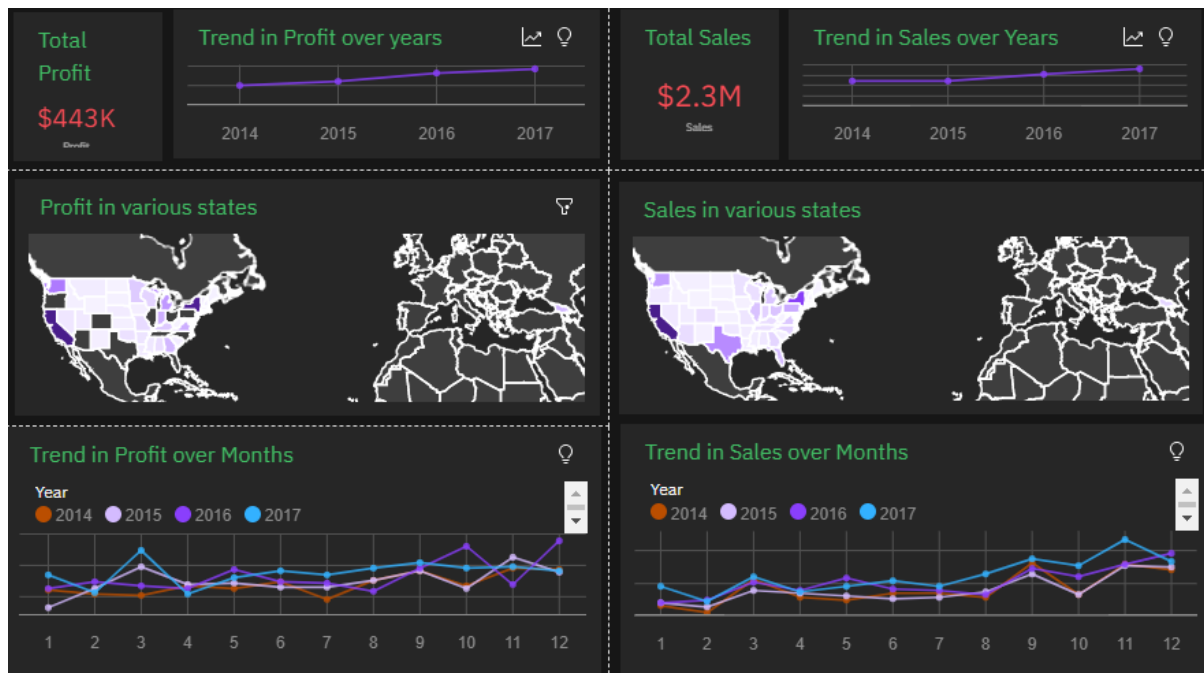 Total
Profit
$443K
Profit
Trend in Profit over years
2014 2015 2016 2017
Total Sales
$2.3M
Sales
Trend in Sales over Years
2014 2015 2016 2017
Profit in various states
Sales in various states
Trend in Profit over Months
Year
2014 2015 2016 2017
1 2 3 4 5 6 7 8 9 10 11 12
Trend in Sales over Months
Year
2014 2015 2016 2017
1 2 3 4 5 6 7 8 9 10 11 12